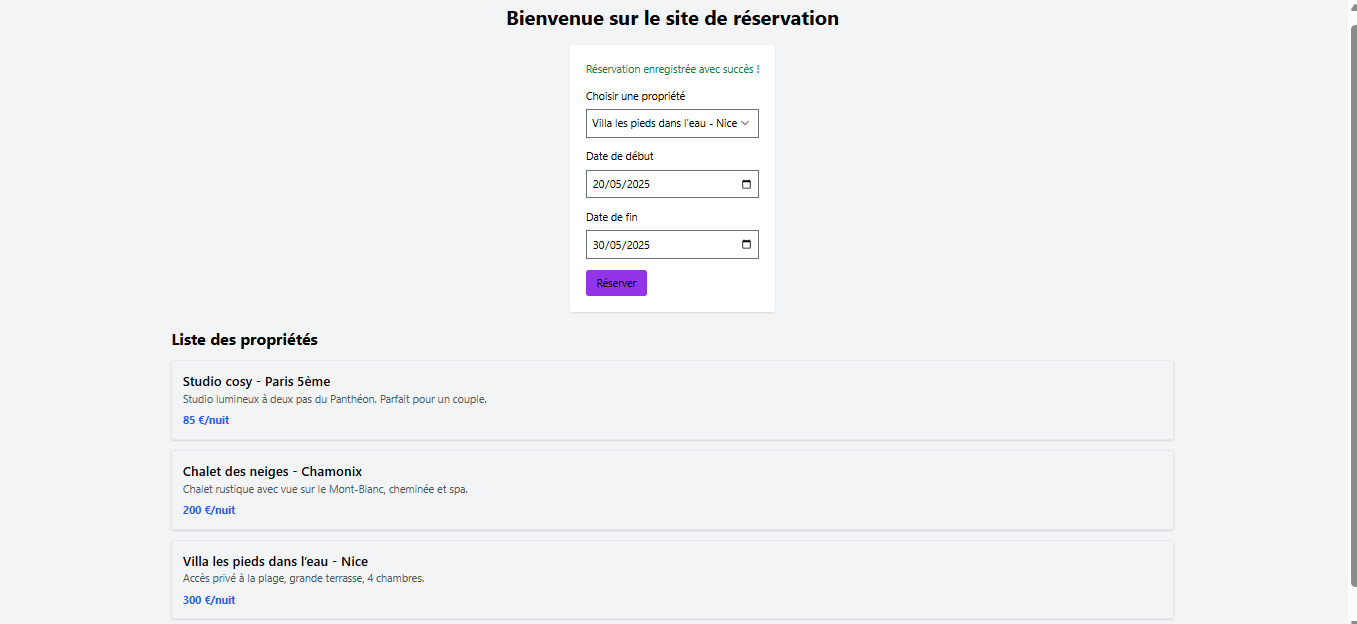 Bienvenue sur le site de réservation
Réservation enregistrée avec succès !
Choisir une propriété
Villa les pieds dans l'eau - Nice
Date de début
20/05/2025
Date de fin
30/05/2025
Réserver
Liste des propriétés
Studio cosy - Paris 5ème
Studio lumineux à deux pas du Panthéon. Parfait pour un couple.
85 €/nuit
Chalet des neiges - Chamonix
Chalet rustique avec vue sur le Mont-Blanc, cheminée et spa.
200 €/nuit
Villa les pieds dans l'eau - Nice
Accès privé à la plage, grande terrasse, 4 chambres.
300 €/nuit